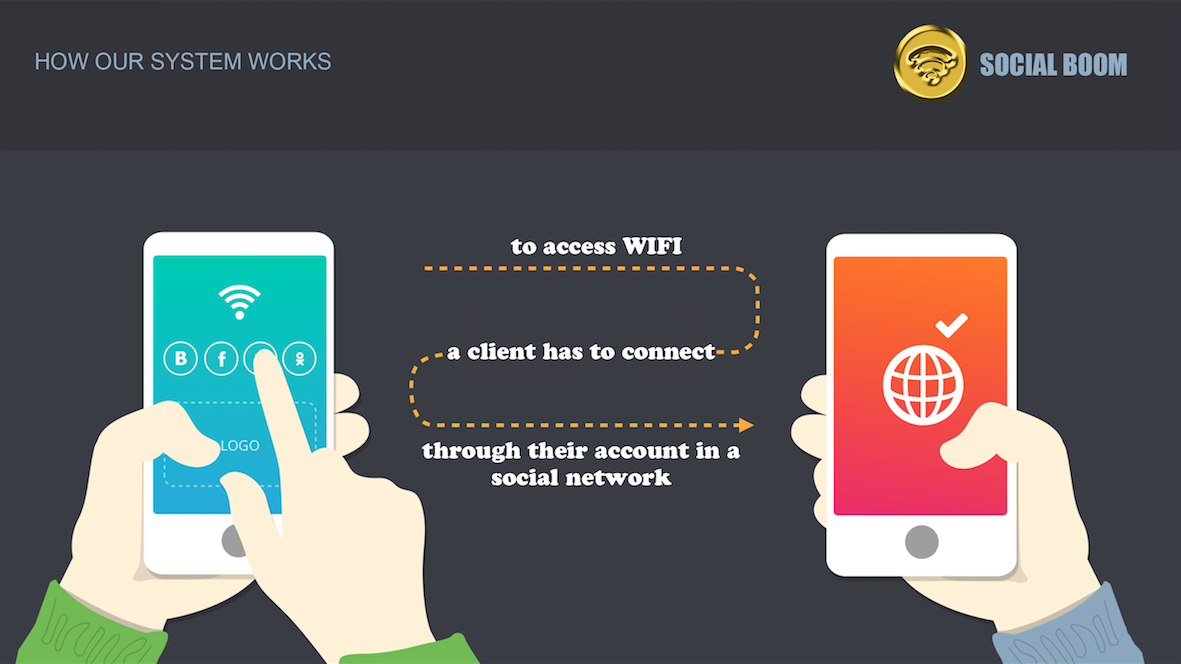 HOW OUR SYSTEM WORKS
SOCIAL BOOM
to access WIFI
a client has to connect
through their account in a
social network
B f
LOGO